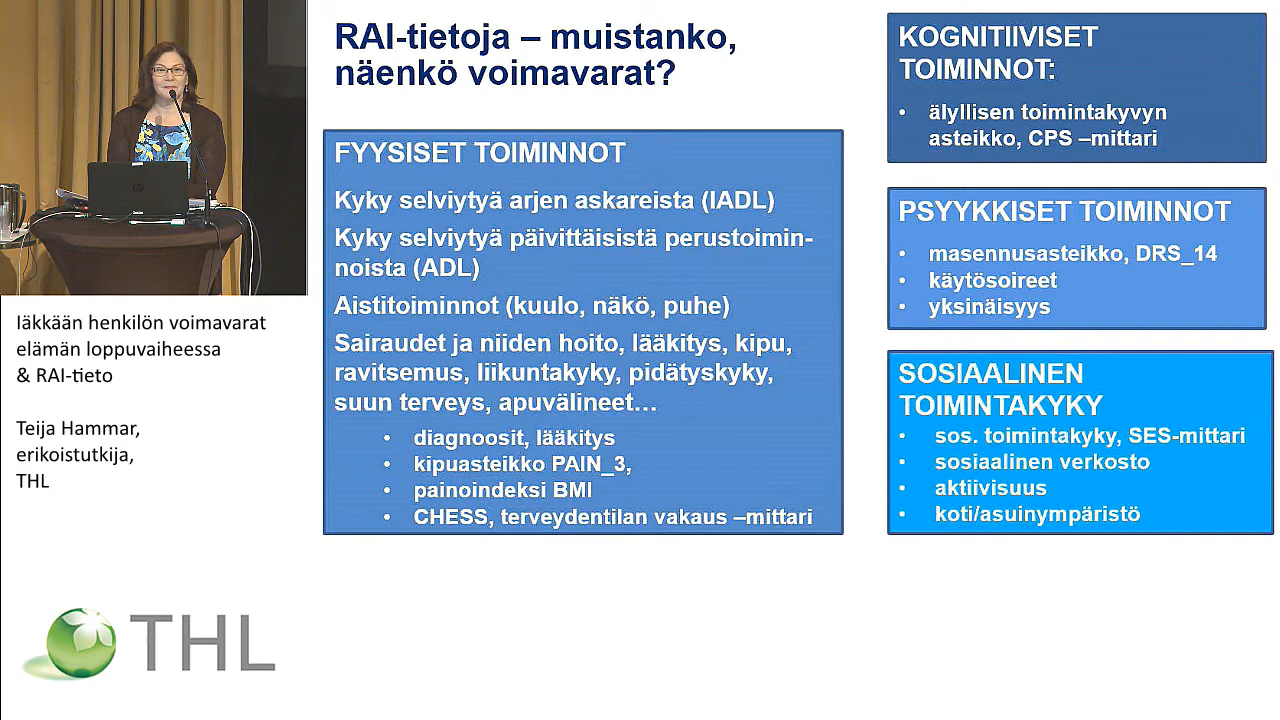 RAI-tietoja – muistanko,
näenkö voimavarat?
FYYSISET TOIMINNOT
Kyky selviytyä arjen askareista (IADL)
Kyky selviytyä päivittäisistä perustoimin-
noista (ADL)
Aistitoiminnot (kuulo, näkö, puhe)
Sairaudet ja niiden hoito, lääkitys, kipu,
ravitsemus, liikuntakyky, pidätyskyky,
suun terveys, apuvälineet…
• diagnoosit, lääkitys
• kipuasteikko PAIN_3,
• painoindeksi BMI
• CHESS, terveydentilan vakaus –mittari
KOGNITIIVISET
TOIMINNOT:
• älyllisen toimintakyvyn
asteikko, CPS –mittari
PSYYKKISET TOIMINNOT
• masennusasteikko, DRS_14
• käytösoireet
• yksinäisyys
SOSIAALINEN
TOIMINTAKYKY
• sos. toimintakyky, SES-mittari
• sosiaalinen verkosto
• aktiivisuus
• koti/asuinympäristö
Iäkkään henkilön voimavarat
elämän loppuvaiheessa
& RAI-tieto
Teija Hammar,
erikoistutkija,
THL
THL